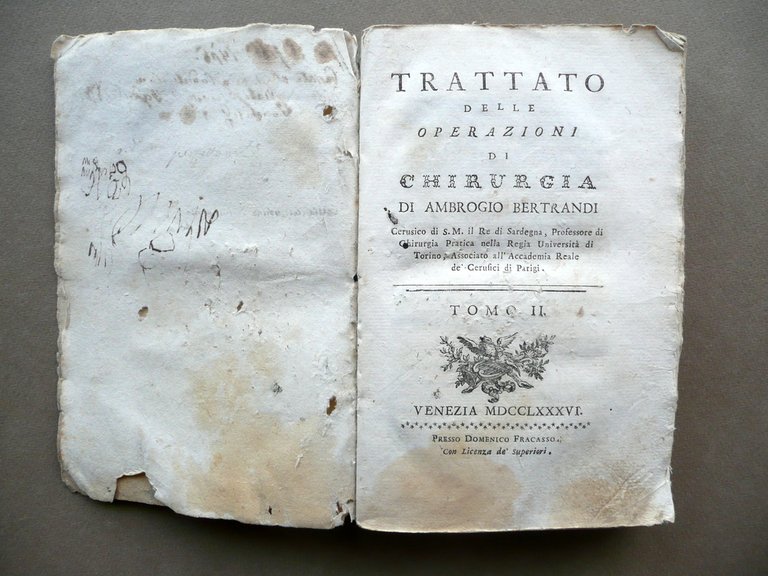 TRATTATO
DELLE
OPERAZIONI
DI
CHIRURGIA
DI AMBROGIO BERTRANDI
Cerusico di S. M. il Re di Sardegna, Professore di
Chirurgia Pratica nella Regia Università di
Torino, Associato all' Accademia Reale
de' Cerusici di Parigi.
TOMO II.
VENEZIA MDCCLXXXVI.
PRESSO DOMENICO FRACASSO.
Con Licenza de' Superiori.